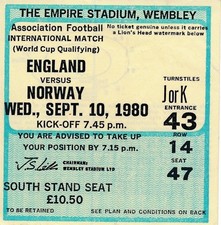 THE EMPIRE STADIUM, WEMBLEY
Association Football
INTERNATIONAL MATCH
(World Cup Qualifying)
No ticket genuine unless it carries
a Lion's Head watermark below
ENGLAND
VERSUS
NORWAY
WED., SEPT. 10, 1980
KICK-OFF 7.45 p.m.
YOU ARE ADVISED TO TAKE UP
YOUR POSITION BY 7.15 p.m.
CHAIRMAN:
WEMBLEY STADIUM LTD
SOUTH STAND SEAT
£10.50
TURNSTILES
J or K
ENTRANCE
43
ROW
14
SEAT
47
TO BE RETAINED
SEE PLAN AND CONDITIONS ON BACK